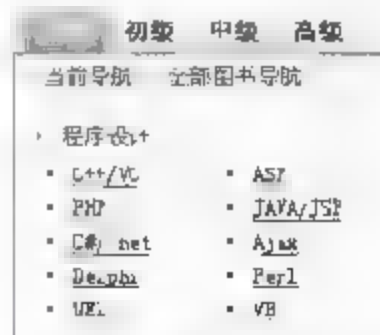 初级 中级 高级
当前导航 全部图书导航
程序设计
C++/VC ASP
PHP JAVA/JSP
C#/.net Ajax
Delphi Perl
VB